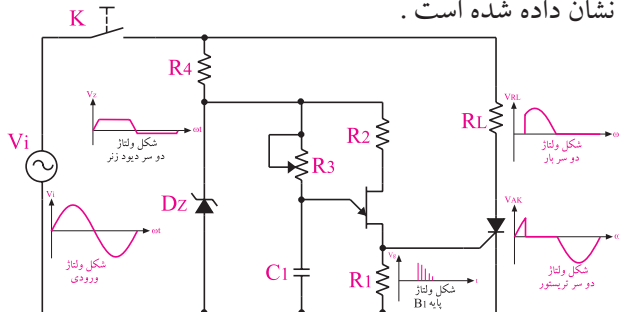 نشان داده شده است .
K
R4
VZ
ωt
شکل ولتاژ
دو سر دیود زنر
R2
RL
VRL
شکل ولتاژ
دو سر بار
Vi
R3
DZ
Vi
ωt
شکل ولتاژ
ورودی
VAK
شکل ولتاژ
دو سر تریستور
C1
R1
Vg
t
شکل ولتاژ
پایه B1